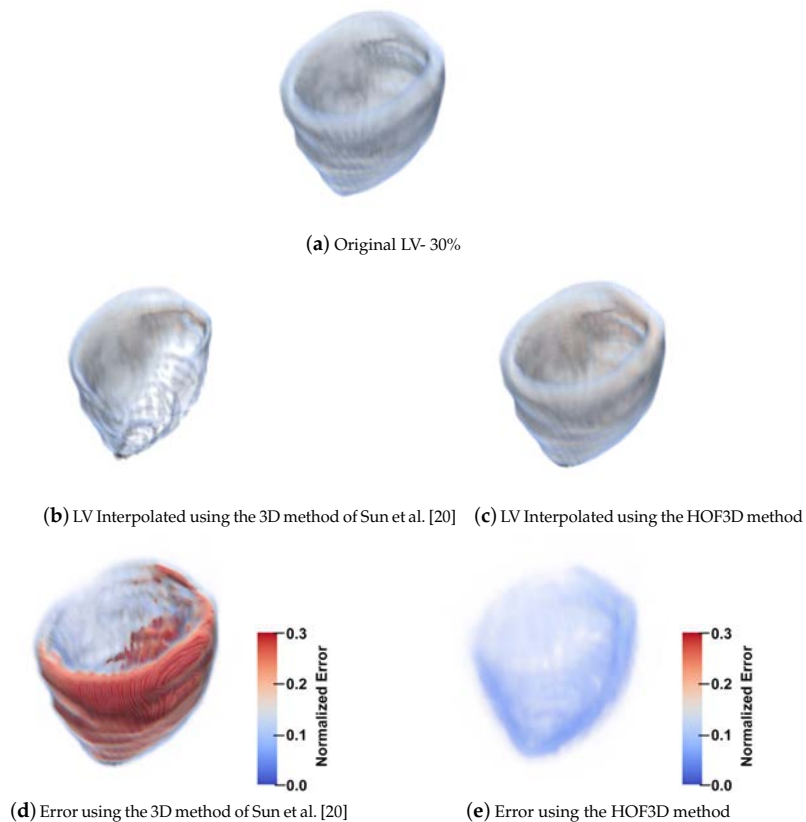 (a) Original LV- 30%
(b) LV Interpolated using the 3D method of Sun et al. [20]
(c) LV Interpolated using the HOF3D method
0.3
0.2
0.1
0.0
Normalized Error
0.3
0.2
0.1
0.0
Normalized Error
(d) Error using the 3D method of Sun et al. [20]
(e) Error using the HOF3D method